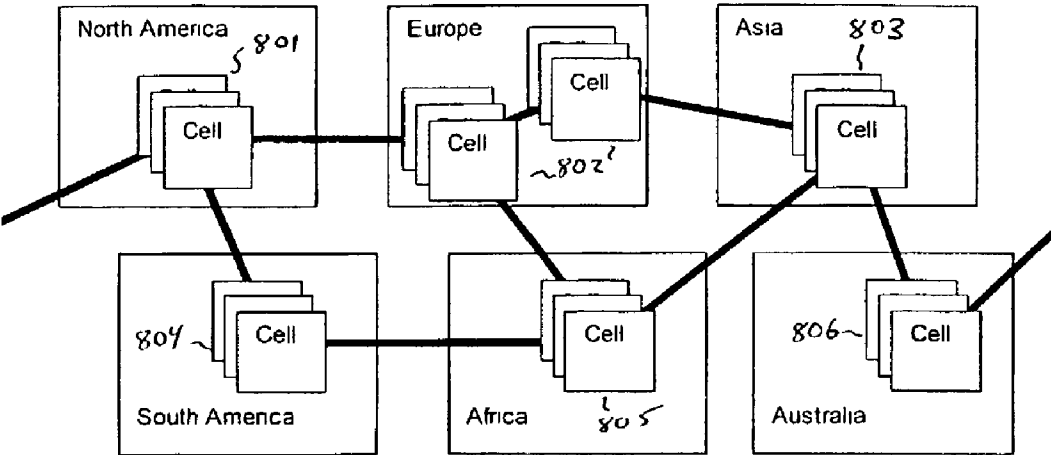 North America
801
Cell
Europe
Cell
Cell
802
Asia
803
Cell
804
Cell
South America
Cell
Africa
805
806
Cell
Australia